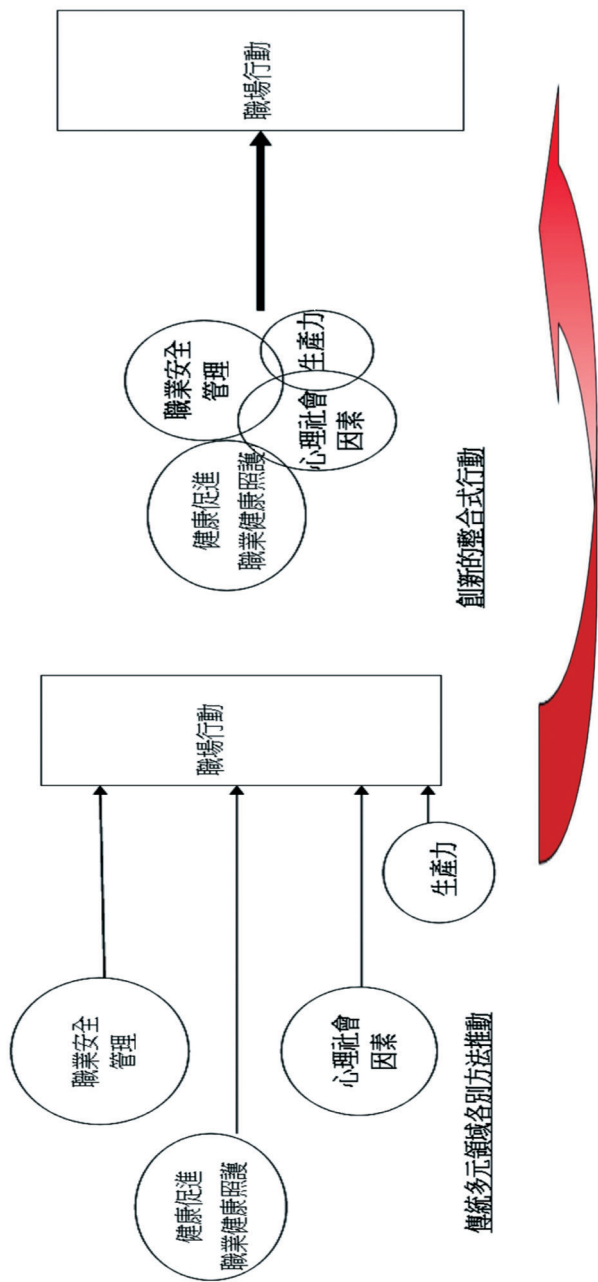 職業安全
管理
健康促進
職業健康照護
心理社會
因素
生產力
職場行動
傳統多元領域各別方法推動
職業安全
管理
健康促進
職業健康照護
心理社會
因素
生產力
職場行動
創新的整合式行動